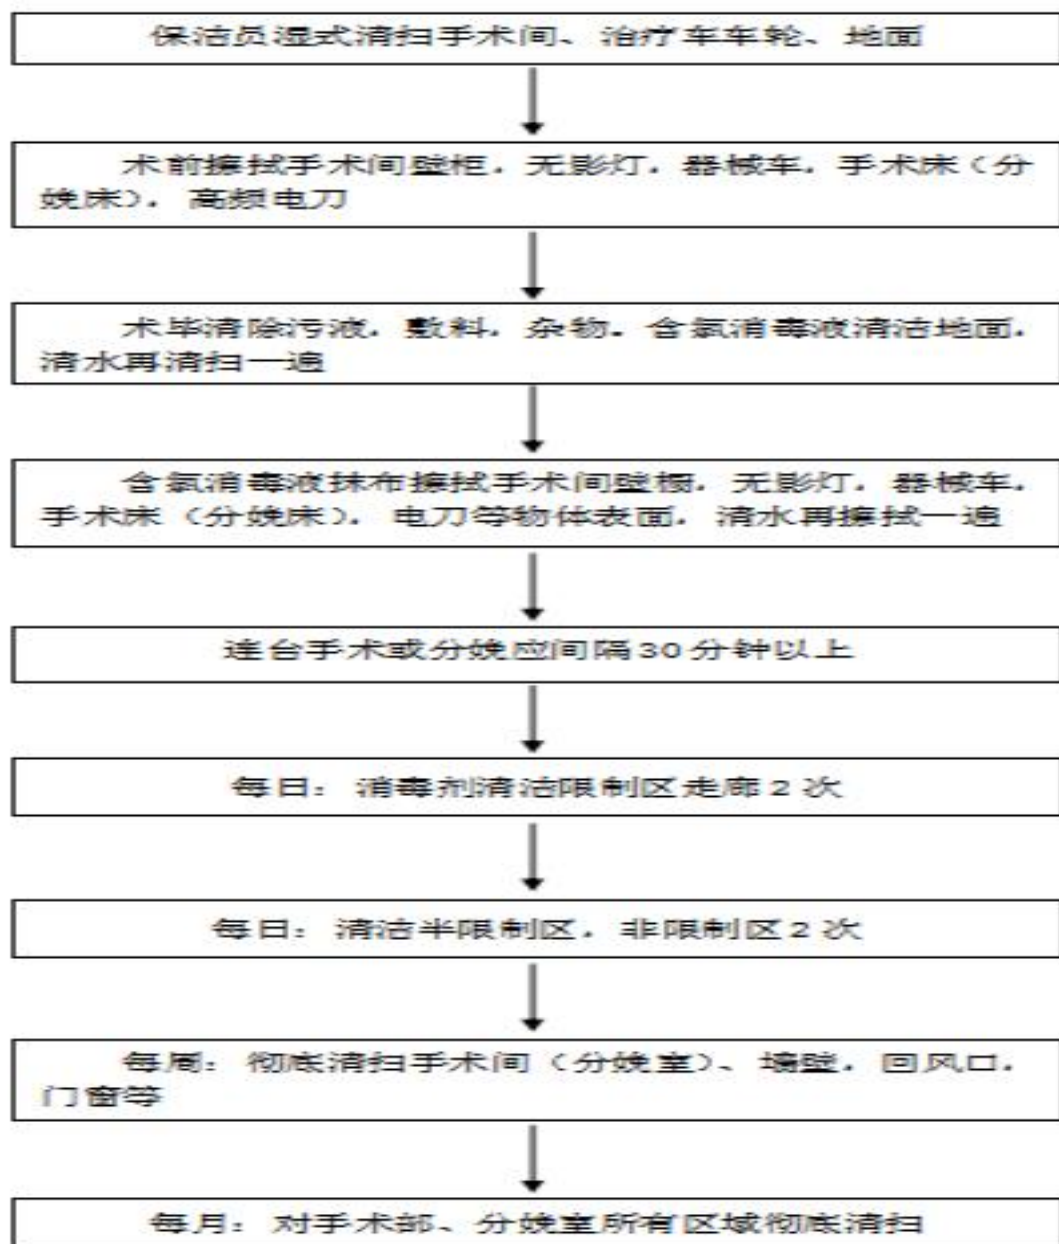 保洁员湿式清扫手术间、治疗车车轮、地面
术前擦拭手术间壁柜，无影灯，器械车，手术床（分
娩床），高频电刀
术毕清除污液，敷料，杂物。含氯消毒液清洁地面，
清水再清扫一遍
含氯消毒液抹布擦拭手术间壁橱，无影灯，器械车，
手术床（分娩床），电刀等物体表面，清水再擦拭一遍
连台手术或分娩应间隔30分钟以上
每日：消毒剂清洁限制区走廊2次
每日：清洁半限制区，非限制区2次
每周：彻底清扫手术间（分娩室）、墙壁，回风口，
门窗等
每月：对手术部、分娩室所有区域彻底清扫